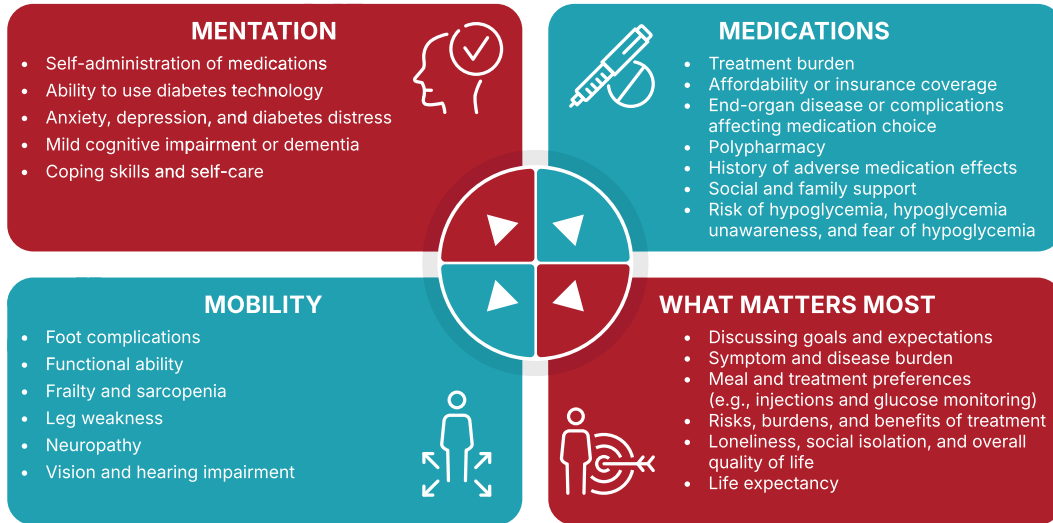 MENTATION
• Self-administration of medications
• Ability to use diabetes technology
• Anxiety, depression, and diabetes distress
• Mild cognitive impairment or dementia
• Coping skills and self-care
MEDICATIONS
• Treatment burden
• Affordability or insurance coverage
• End-organ disease or complications
affecting medication choice
• Polypharmacy
• History of adverse medication effects
• Social and family support
• Risk of hypoglycemia, hypoglycemia
unawareness, and fear of hypoglycemia
MOBILITY
• Foot complications
• Functional ability
• Frailty and sarcopenia
• Leg weakness
• Neuropathy
• Vision and hearing impairment
WHAT MATTERS MOST
• Discussing goals and expectations
• Symptom and disease burden
• Meal and treatment preferences
(e.g., injections and glucose monitoring)
• Risks, burdens, and benefits of treatment
• Loneliness, social isolation, and overall
quality of life
• Life expectancy